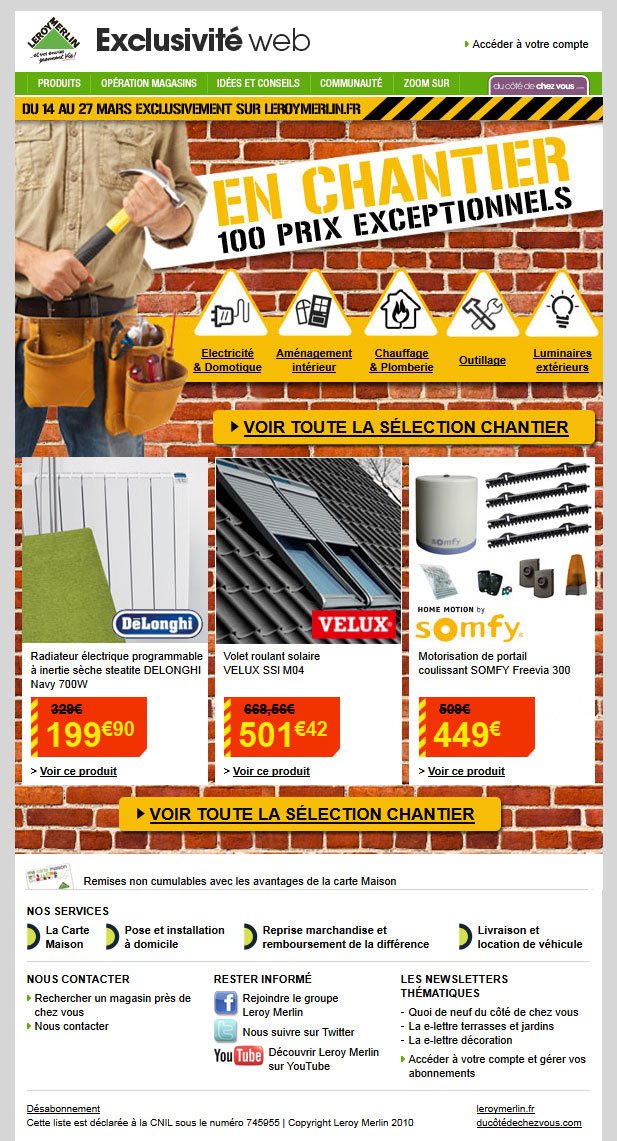 LEROY MERLIN
...et vos envies
prennent Vie!
Exclusivité web
Accéder à votre compte
PRODUITS OPÉRATION MAGASINS IDÉES ET CONSEILS COMMUNAUTÉ ZOOM SUR
du côté de chez vous .com
DU 14 AU 27 MARS EXCLUSIVEMENT SUR LEROYMERLIN.FR
EN CHANTIER
100 PRIX EXCEPTIONNELS
Electricité
& Domotique
Aménagement
intérieur
Chauffage
& Plomberie
Outillage
Luminaires
extérieurs
VOIR TOUTE LA SÉLECTION CHANTIER
DeLonghi
VELUX
somfy
HOME MOTION by
somfy.
Radiateur électrique programmable
à inertie sèche steatite DELONGHI
Navy 700W
329€
199€90
> Voir ce produit
Volet roulant solaire
VELUX SSI M04
668,56€
501€42
> Voir ce produit
Motorisation de portail
coulissant SOMFY Freevia 300
509€
449€
> Voir ce produit
VOIR TOUTE LA SÉLECTION CHANTIER
ma carte maison
Remises non cumulables avec les avantages de la carte Maison
NOS SERVICES
La Carte
Maison
Pose et installation
à domicile
Reprise marchandise et
remboursement de la différence
Livraison et
location de véhicule
NOUS CONTACTER
Rechercher un magasin près de
chez vous
Nous contacter
RESTER INFORMÉ
Rejoindre le groupe
Leroy Merlin
Nous suivre sur Twitter
YouTube
Découvrir Leroy Merlin
sur YouTube
LES NEWSLETTERS
THÉMATIQUES
- Quoi de neuf du côté de chez vous
- La e-lettre terrasses et jardins
- La e-lettre décoration
Accéder à votre compte et gérer vos
abonnements
Désabonnement
Cette liste est déclarée à la CNIL sous le numéro 745955 | Copyright Leroy Merlin 2010
leroymerlin.fr
ducôtédechezvous.com